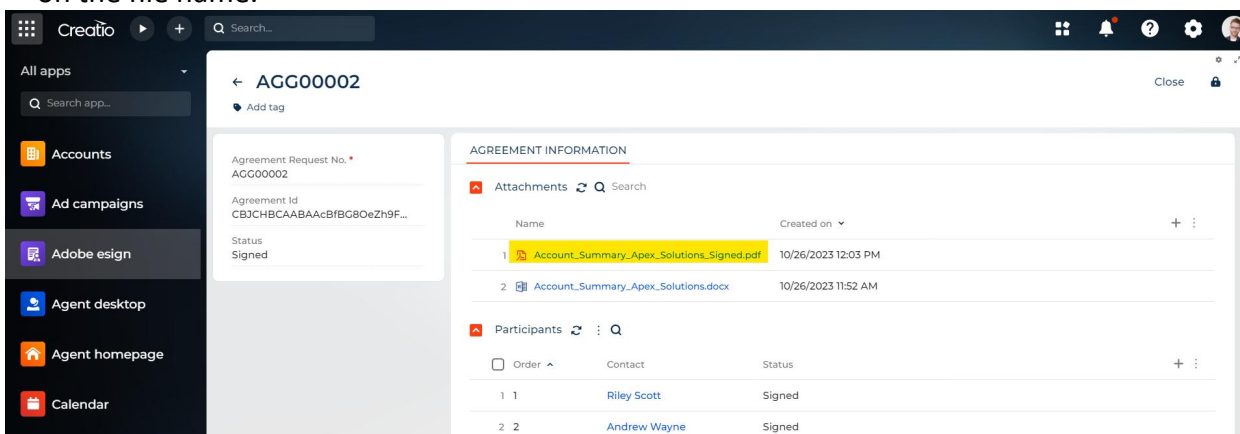 on the file name.
Creatio
Search...
All apps
Search app...
Accounts
Ad campaigns
Adobe esign
Agent desktop
Agent homepage
Calendar
← AGG00002
Add tag
Close
Agreement Request No. *
AGG00002
Agreement Id
CBJCHBCAABAAcBfBG8OeZh9F...
Status
Signed
AGREEMENT INFORMATION
Attachments Search
Name Created on
1 Account_Summary_Apex_Solutions_Signed.pdf 10/26/2023 12:03 PM
2 Account_Summary_Apex_Solutions.docx 10/26/2023 11:52 AM
Participants
Order Contact Status
1 1 Riley Scott Signed
2 2 Andrew Wayne Signed